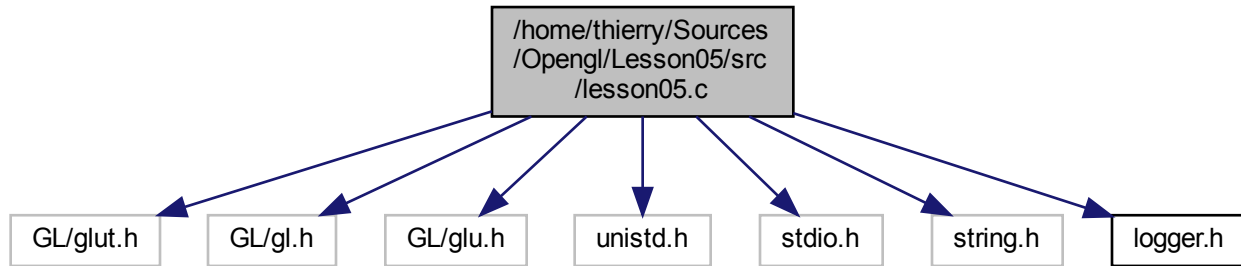 /home/thierry/Sources
/Opengl/Lesson05/src
/lesson05.c
GL/glut.h
GL/gl.h
GL/glu.h
unistd.h
stdio.h
string.h
logger.h